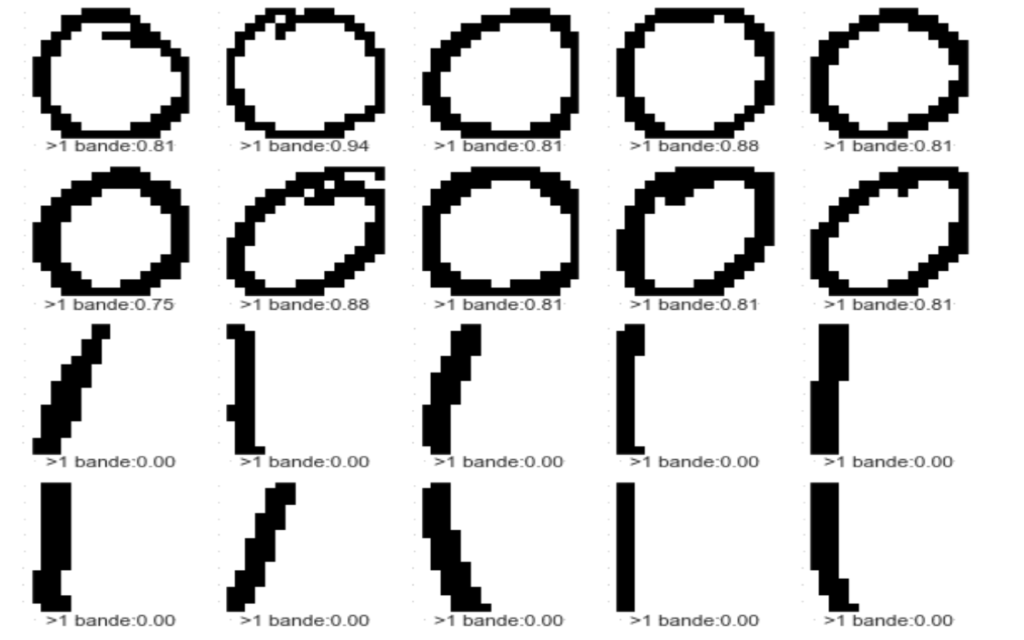 >1 bande:0.81 >1 bande:0.94 >1 bande:0.81 >1 bande:0.88 >1 bande:0.81
>1 bande:0.75 >1 bande:0.88 >1 bande:0.81 >1 bande:0.81 >1 bande:0.81
>1 bande:0.00 >1 bande:0.00 >1 bande:0.00 >1 bande:0.00 >1 bande:0.00
>1 bande:0.00 >1 bande:0.00 >1 bande:0.00 >1 bande:0.00 >1 bande:0.00